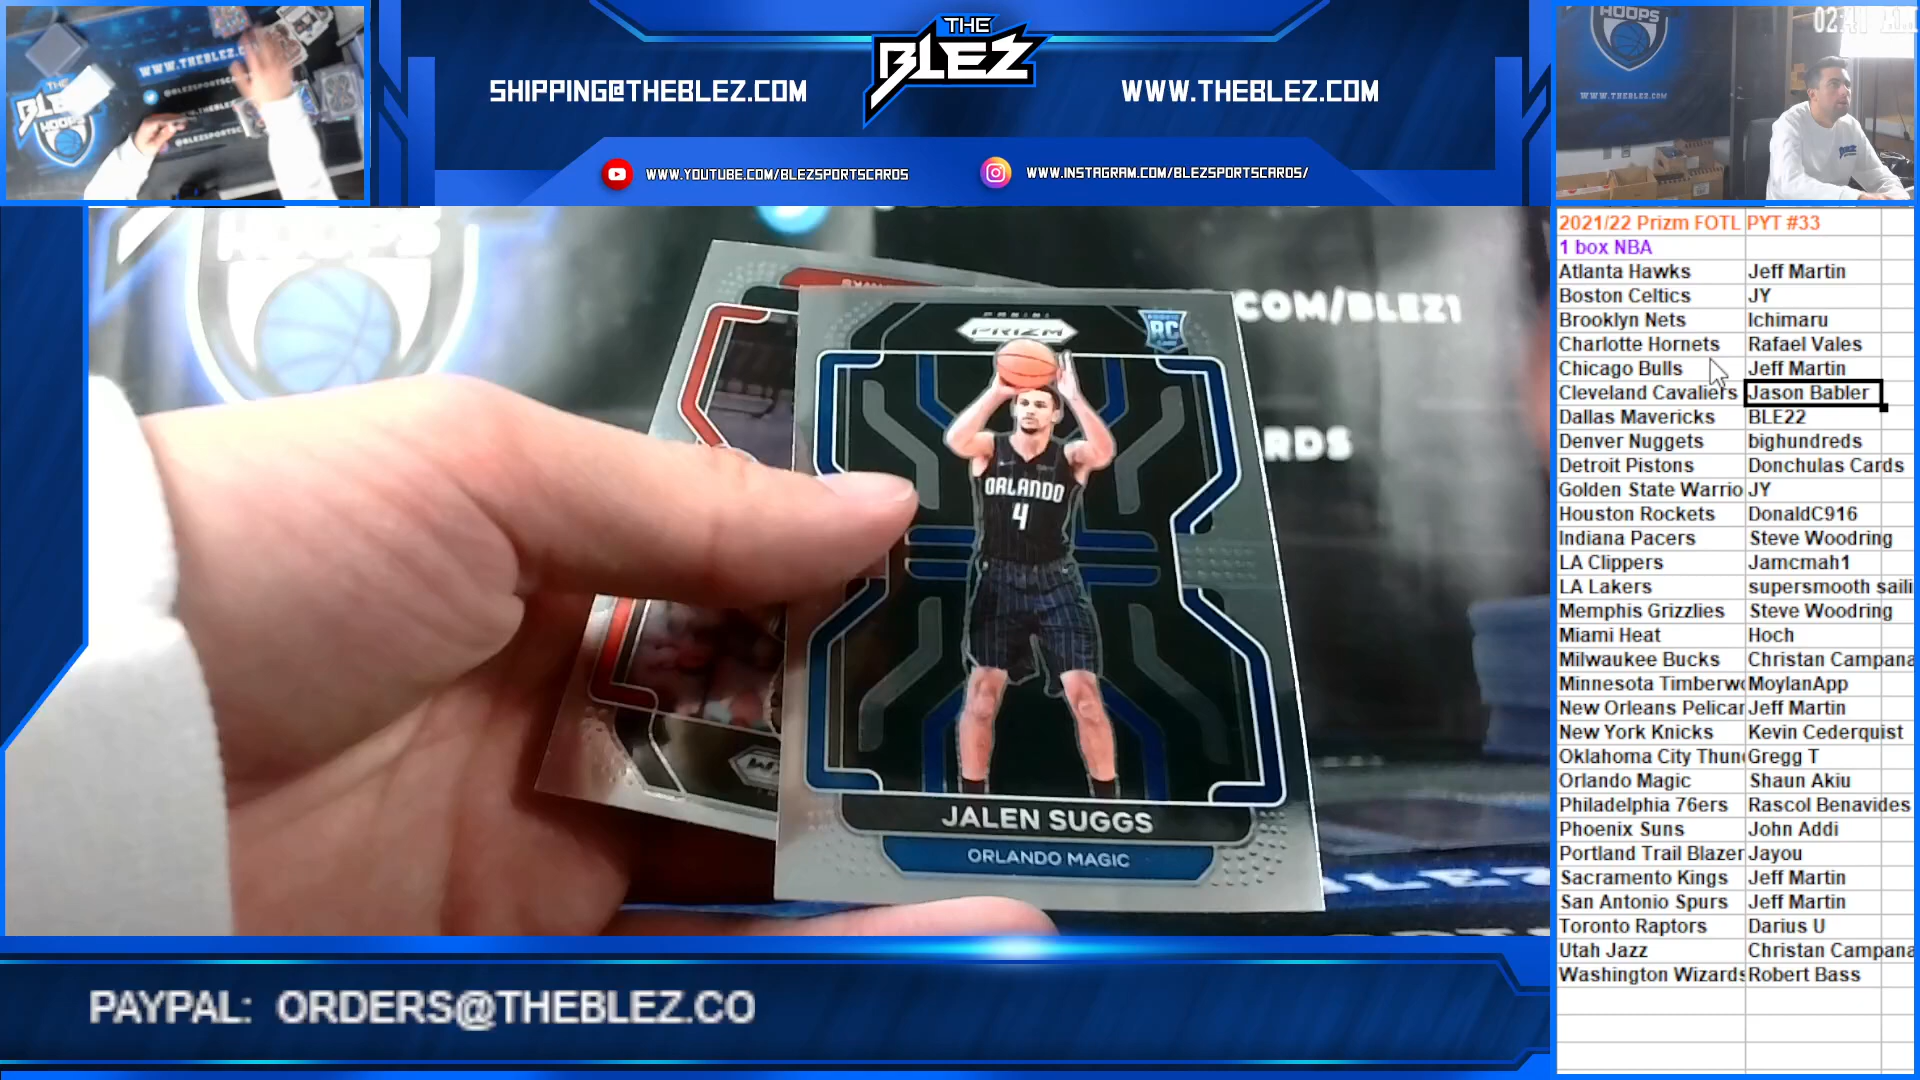 THE
BLEZ
SHIPPING@THEBLEZ.COM
WWW.THEBLEZ.COM
WWW.YOUTUBE.COM/BLEZSPORTSCARDS
WWW.INSTAGRAM.COM/BLEZSPORTSCARDS/
THE
BLEZ
HOOPS
HOOPS
WWW.THEBLEZ.COM
HOOPS
.COM/BLEZ1
RDS
PANINI
PRIZM
RC
ORLANDO
4
JALEN SUGGS
ORLANDO MAGIC
BLEZ
PAYPAL: ORDERS@THEBLEZ.CO
2021/22 Prizm FOTL PYT #33
1 box NBA
Atlanta Hawks Jeff Martin
Boston Celtics JY
Brooklyn Nets Ichimaru
Charlotte Hornets Rafael Vales
Chicago Bulls Jeff Martin
Cleveland Cavaliers Jason Babler
Dallas Mavericks BLE22
Denver Nuggets bighundreds
Detroit Pistons Donchulas Cards
Golden State Warrio JY
Houston Rockets DonaldC916
Indiana Pacers Steve Woodring
LA Clippers Jamcmah1
LA Lakers supersmooth saili
Memphis Grizzlies Steve Woodring
Miami Heat Hoch
Milwaukee Bucks Christan Campana
Minnesota Timberwo MoylanApp
New Orleans Pelican Jeff Martin
New York Knicks Kevin Cederquist
Oklahoma City Thun Gregg T
Orlando Magic Shaun Akiu
Philadelphia 76ers Rascol Benavides
Phoenix Suns John Addi
Portland Trail Blazer Jayou
Sacramento Kings Jeff Martin
San Antonio Spurs Jeff Martin
Toronto Raptors Darius U
Utah Jazz Christan Campana
Washington Wizards Robert Bass